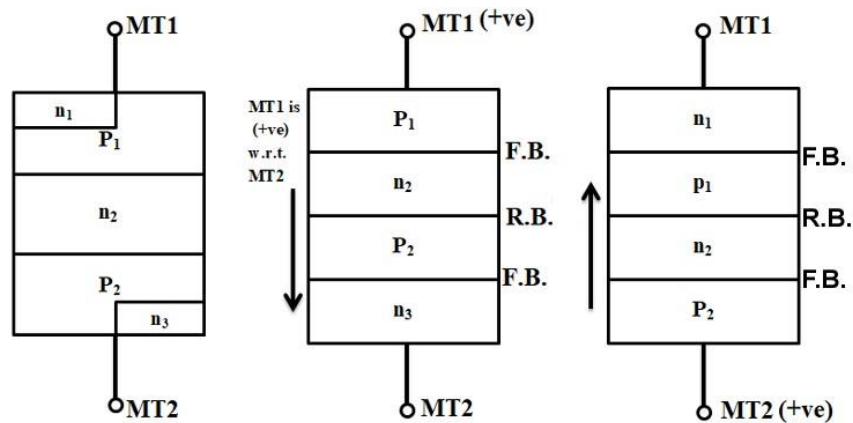 MT1
n1
P1
n2
P2
n3
MT2
MT1 (+ve)
MT1 is
(+ve)
w.r.t.
MT2
P1
F.B.
n2
R.B.
P2
F.B.
n3
MT2
MT1
n1
F.B.
p1
R.B.
n2
F.B.
P2
MT2 (+ve)